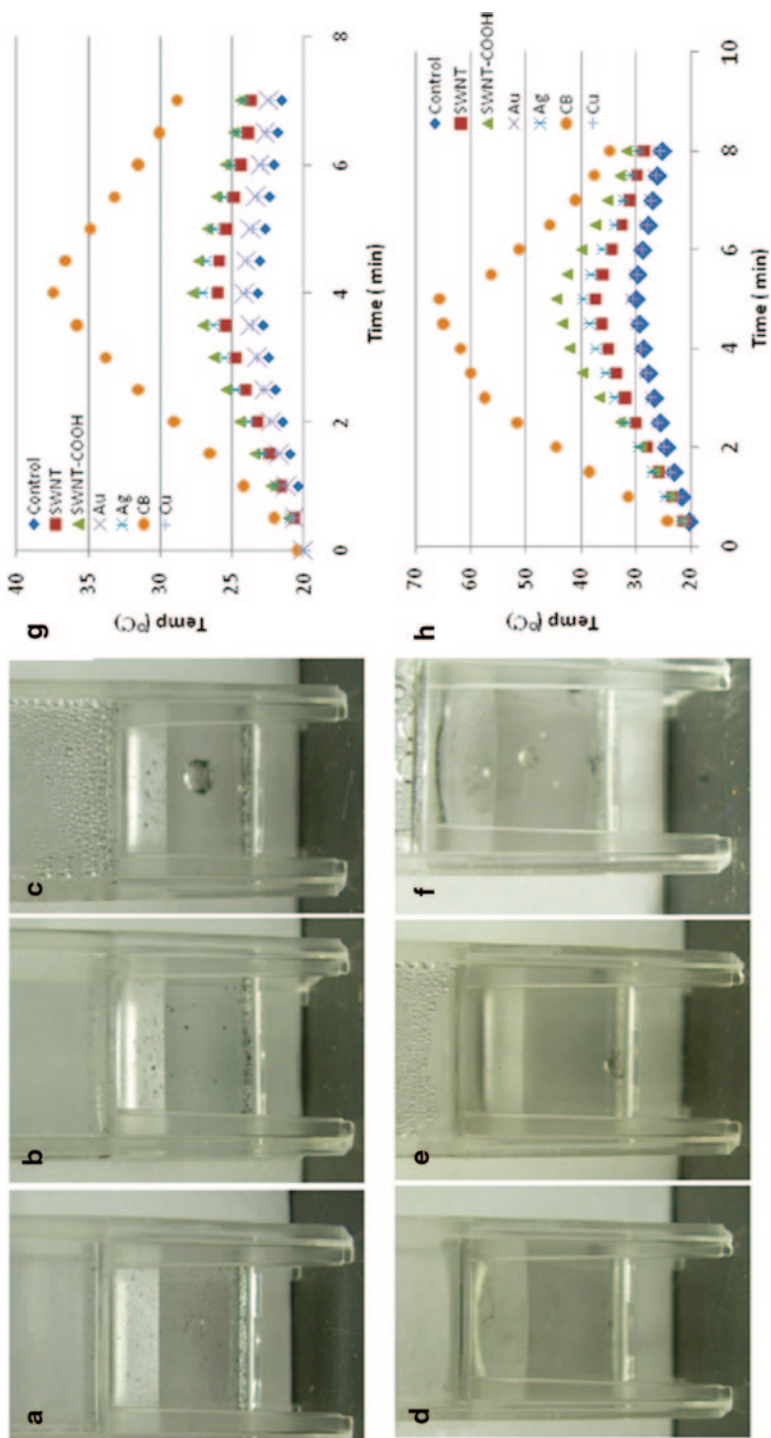 a
b
c
d
e
f
g
40
35
30
25
20
Temp (°C)
0
2
4
6
8
Time ( min)
Control
SWNT
SWNT-COOH
Au
Ag
CB
Cu
h
70
60
50
40
30
20
Temp (°C)
0
2
4
6
8
10
Time ( min)
Control
SWNT
SWNT-COOH
Au
Ag
CB
Cu